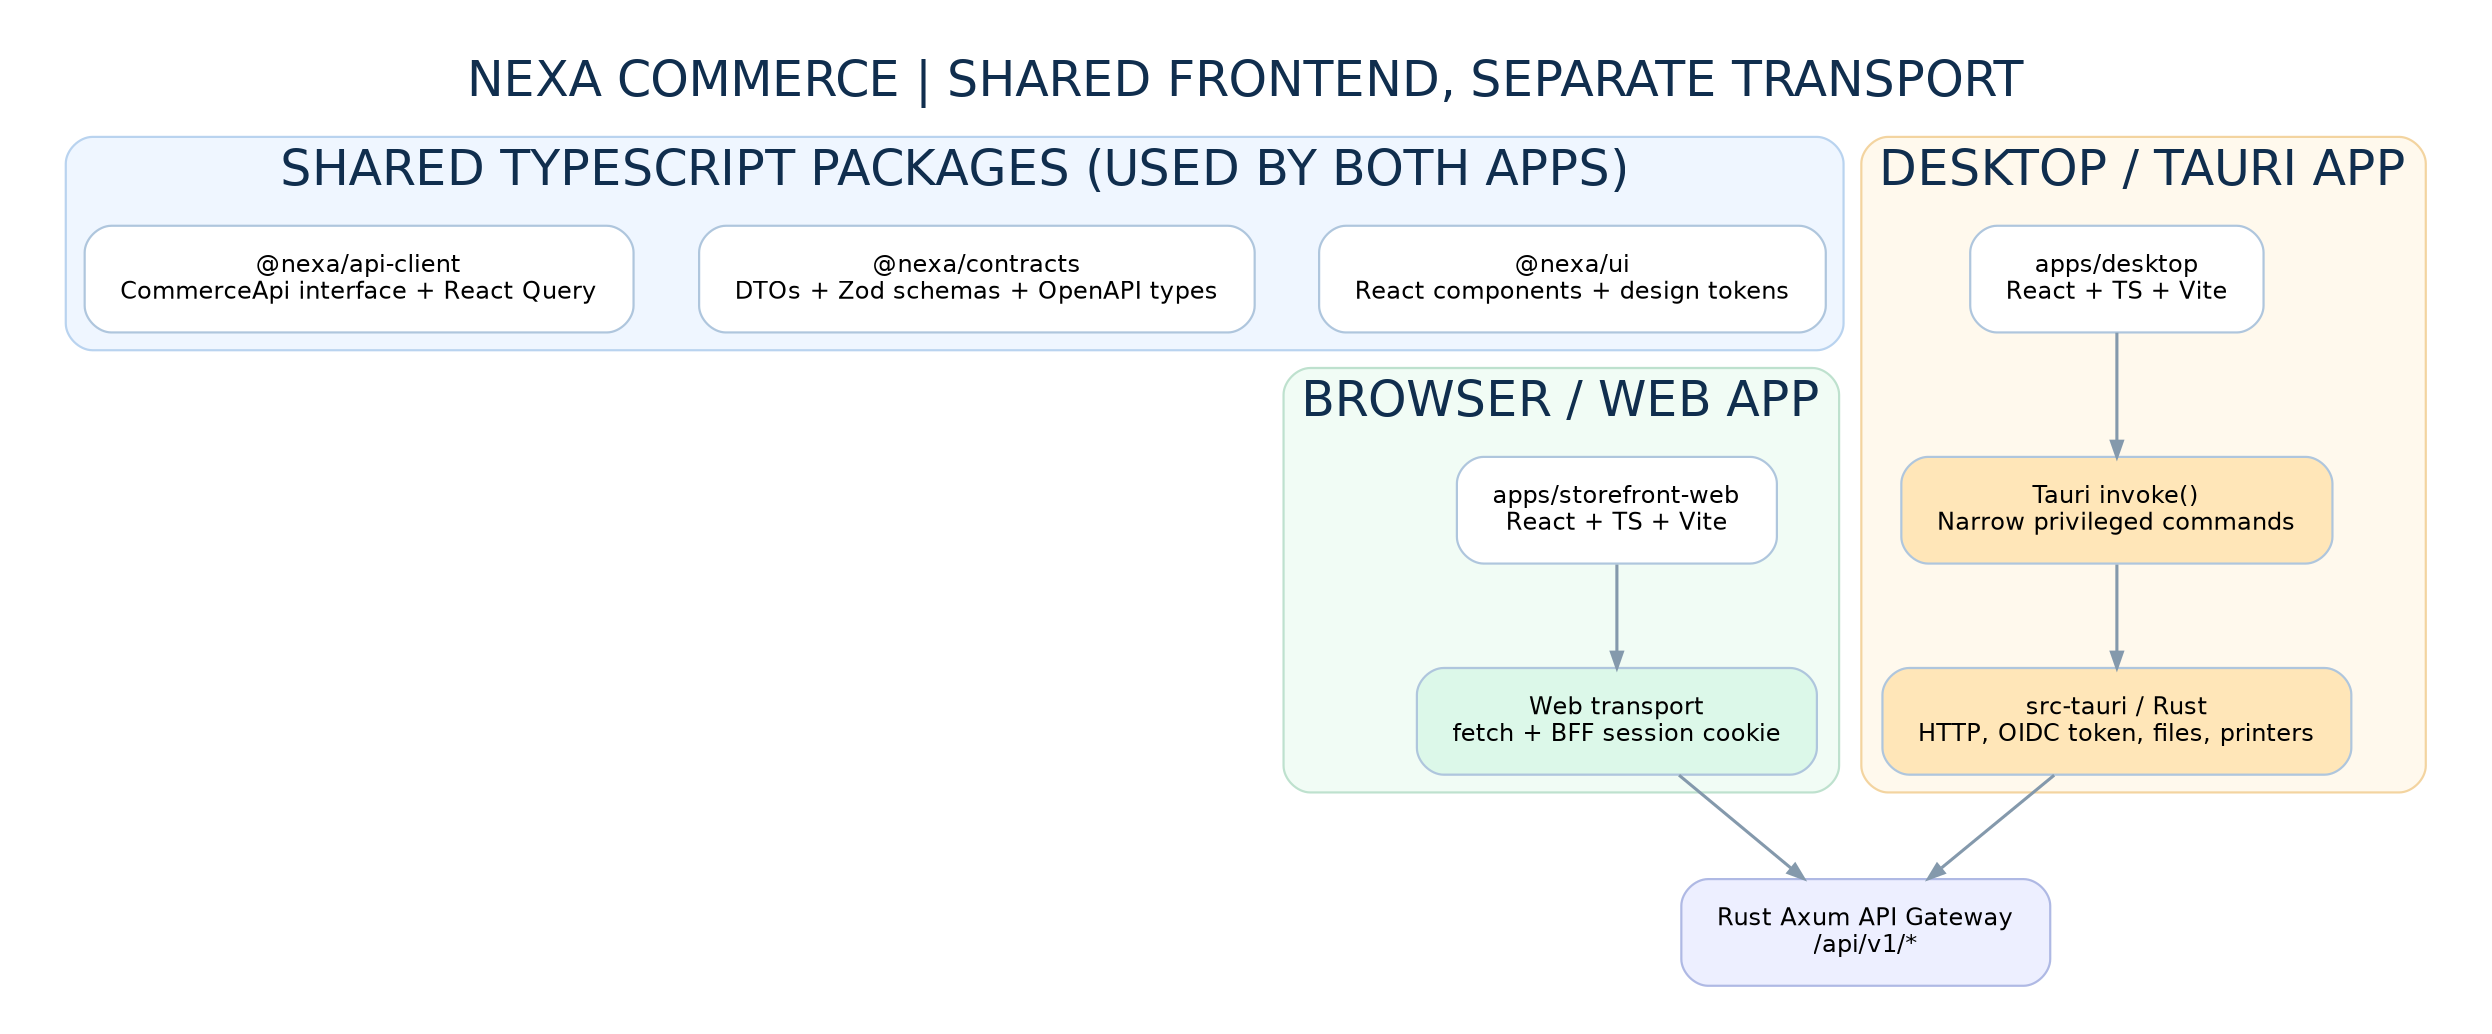 NEXA COMMERCE | SHARED FRONTEND, SEPARATE TRANSPORT
SHARED TYPESCRIPT PACKAGES (USED BY BOTH APPS)
@nexa/api-client
CommerceApi interface + React Query
@nexa/contracts
DTOs + Zod schemas + OpenAPI types
@nexa/ui
React components + design tokens
DESKTOP / TAURI APP
apps/desktop
React + TS + Vite
Tauri invoke()
Narrow privileged commands
src-tauri / Rust
HTTP, OIDC token, files, printers
BROWSER / WEB APP
apps/storefront-web
React + TS + Vite
Web transport
fetch + BFF session cookie
Rust Axum API Gateway
/api/v1/*